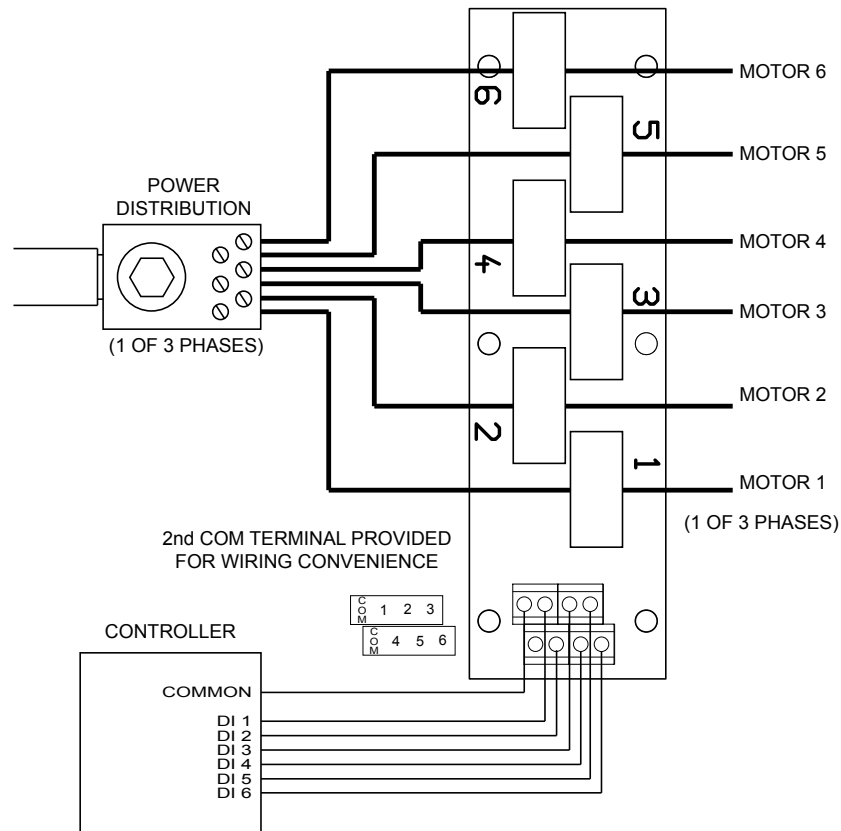 MOTOR 6
6
5
MOTOR 5
POWER
DISTRIBUTION
MOTOR 4
4
3
MOTOR 3
(1 OF 3 PHASES)
MOTOR 2
2
1
MOTOR 1
(1 OF 3 PHASES)
2nd COM TERMINAL PROVIDED
FOR WIRING CONVENIENCE
COM 1 2 3
COM 4 5 6
CONTROLLER
COMMON
DI 1
DI 2
DI 3
DI 4
DI 5
DI 6